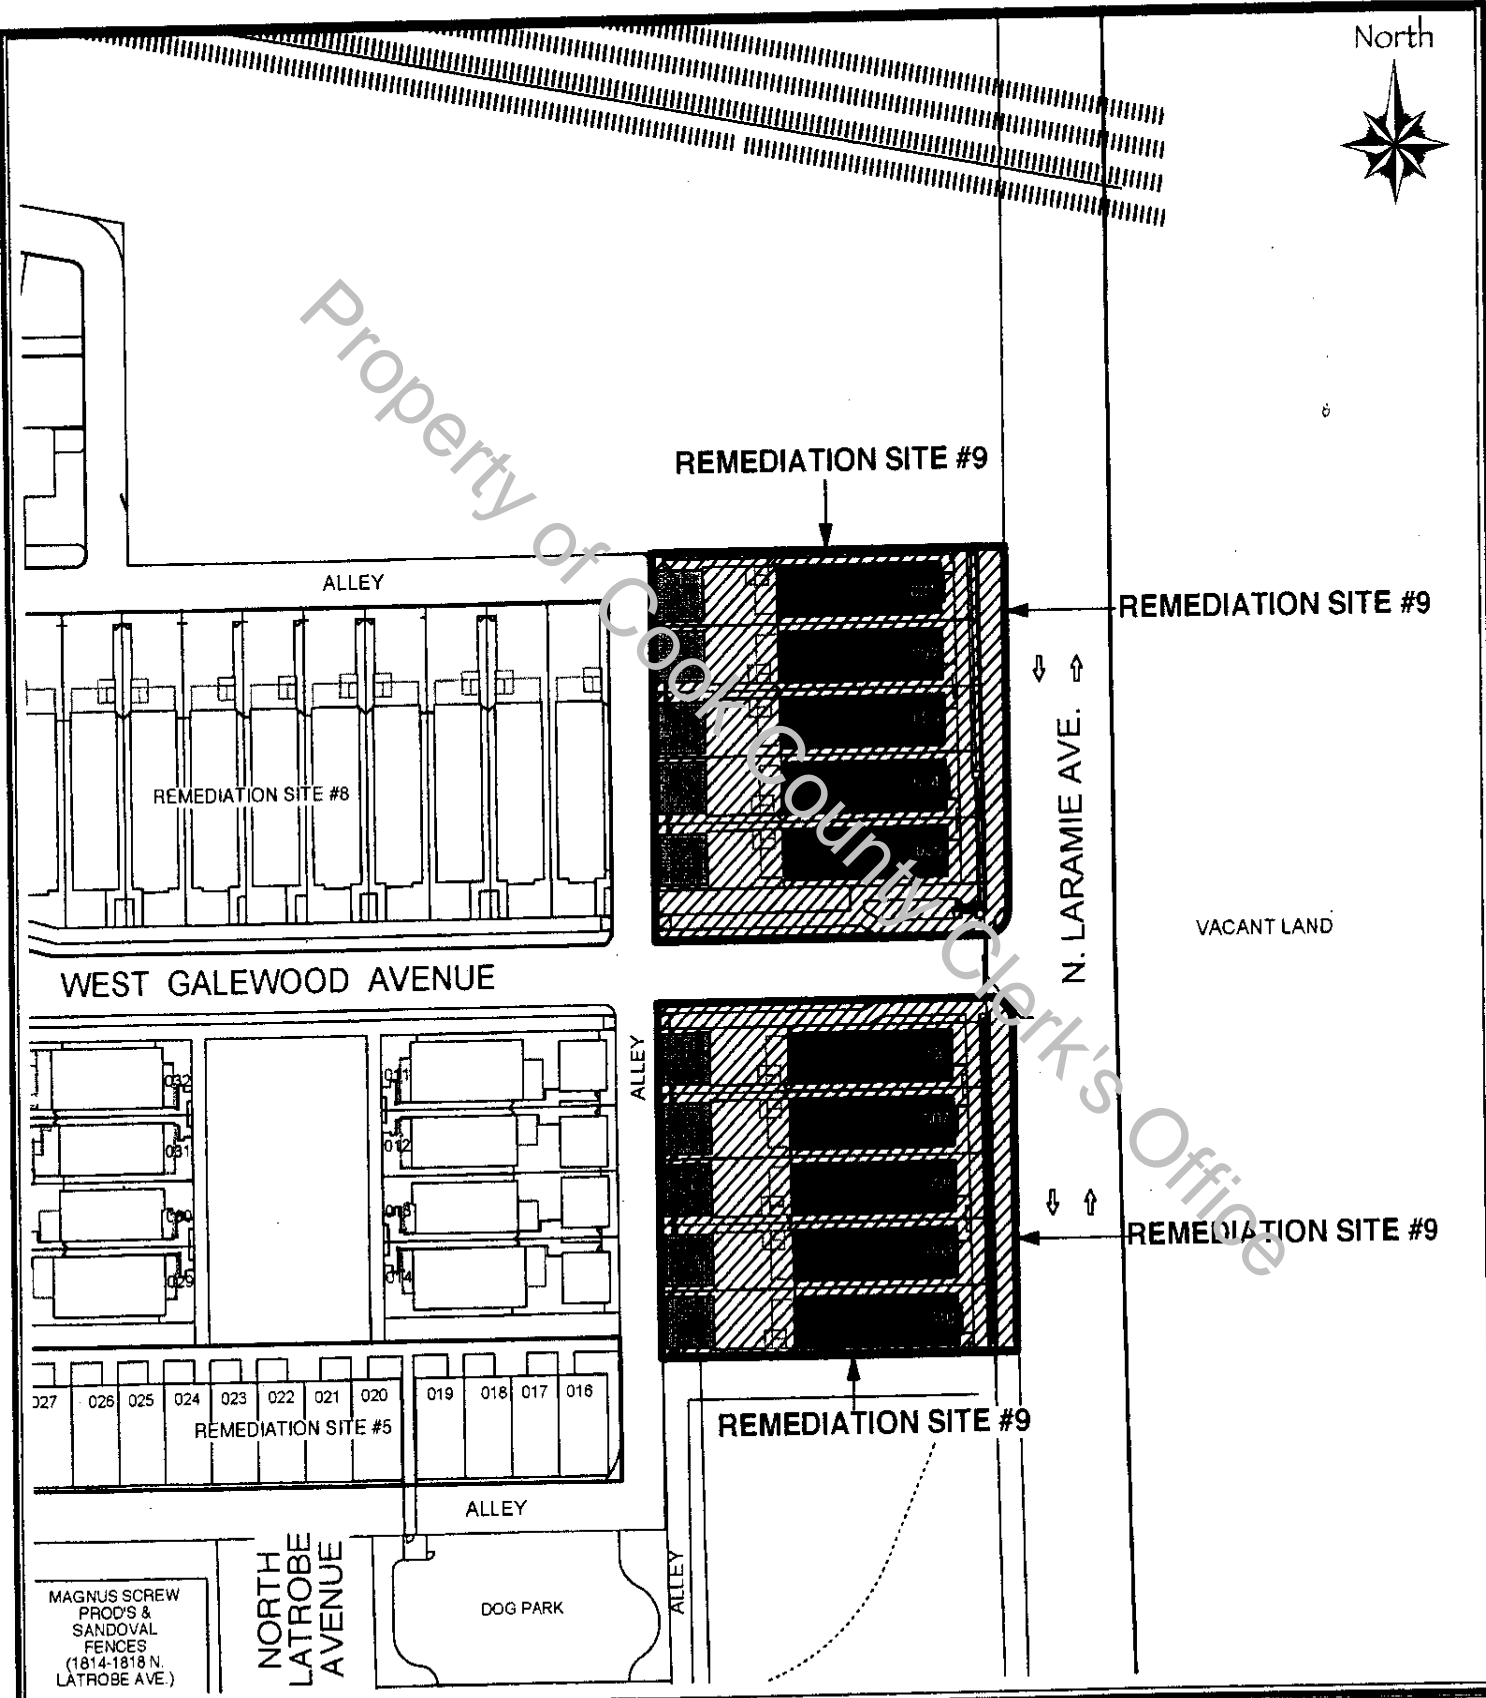 North
REMEDIATION SITE #9
ALLEY
REMEDIATION SITE #9
REMEDIATION SITE #8
N. LARAMIE AVE.
VACANT LAND
WEST GALEWOOD AVENUE
ALLEY
032
011
031
012
029
014
REMEDIATION SITE #9
027
026
025
024
023
022
021
020
019
018
017
016
REMEDIATION SITE #5
REMEDIATION SITE #9
ALLEY
NORTH
LATROBE
AVENUE
ALLEY
DOG PARK
MAGNUS SCREW
PROD'S &
SANDOVAL
FENCES
(1814-1818 N.
LATROBE AVE.)
Property of Cook County Clerk's Office